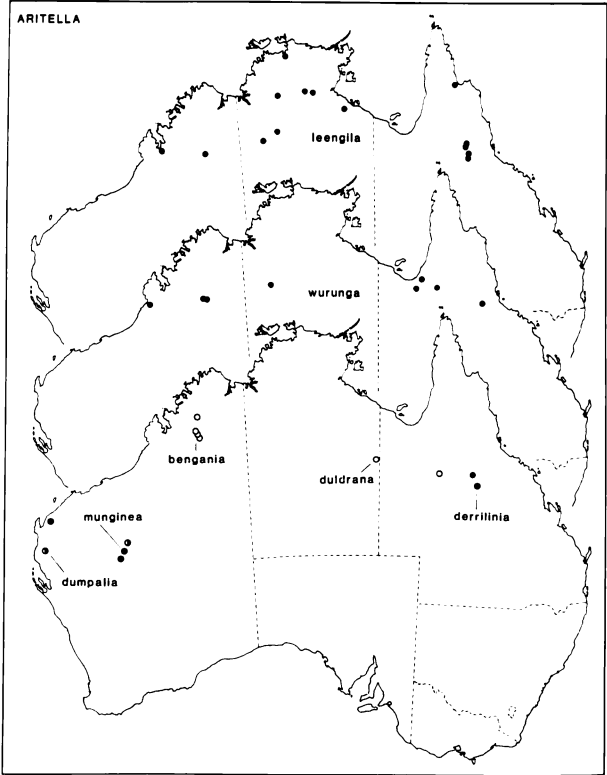 ARITELLA
leengila
wurunga
bengania
duldrana
derrilinia
munginea
dumpalia